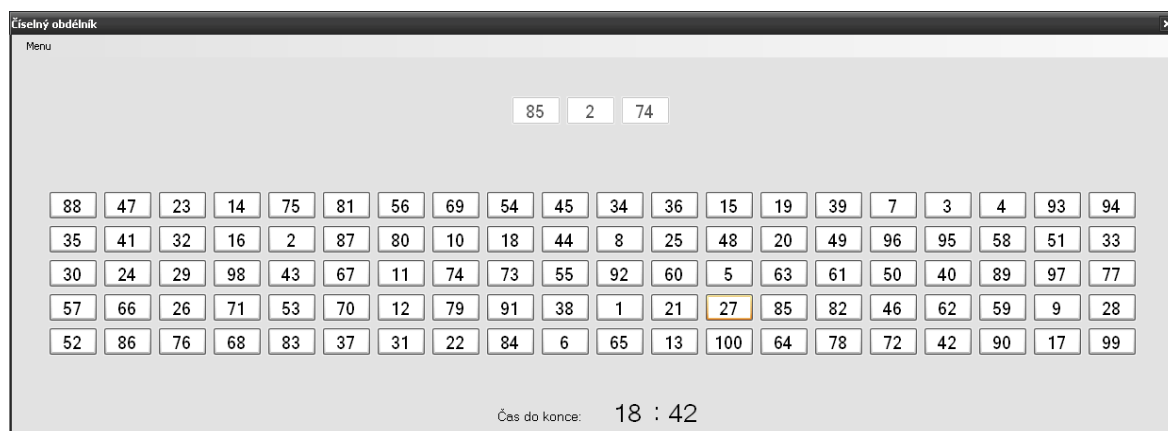 Číselný obdélník
Menu
85 2 74
88 47 23 14 75 81 56 69 54 45 34 36 15 19 39 7 3 4 93 94
35 41 32 16 2 87 80 10 18 44 8 25 48 20 49 96 95 58 51 33
30 24 29 98 43 67 11 74 73 55 92 60 5 63 61 50 40 89 97 77
57 66 26 71 53 70 12 79 91 38 1 21 27 85 82 46 62 59 9 28
52 86 76 68 83 37 31 22 84 6 65 13 100 64 78 72 42 90 17 99
Čas do konce: 18 : 42